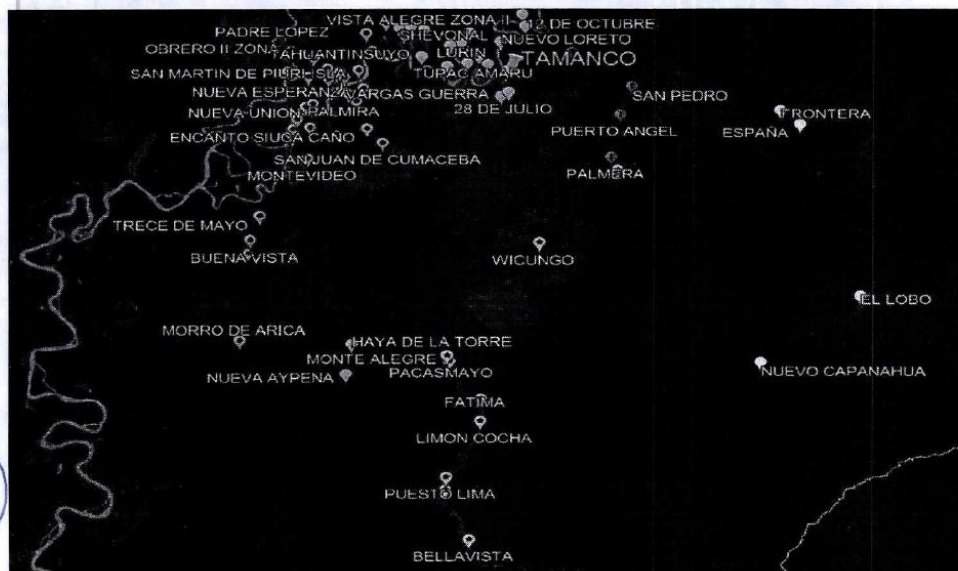 VISTA ALEGRE ZONA II
12 DE OCTUBRE
PADRE LOPEZ
SHEVONAL
NUEVO LORETO
OBRERO II ZONA
TAHUANTINSUYO
LURIN
TAMANCO
SAN MARTIN DE
TUPAC AMARU
NUEVA ESPERANZA
VARGAS GUERRA
SAN PEDRO
NUEVA UNION
PALMIRA
28 DE JULIO
FRONTERA
ENCANTO
CAÑO
PUERTO ANGEL
ESPAÑA
SAN JUAN DE CUMACEBA
MONTEVIDEO
PALMERA
TRECE DE MAYO
BUENA VISTA
WICUNGO
EL LOBO
MORRO DE ARICA
HAYA DE LA TORRE
MONTE ALEGRE
NUEVA AYPENA
PACASMAYO
NUEVO CAPANAHUA
FATIMA
LIMON COCHA
PUESTO LIMA
BELLAVISTA